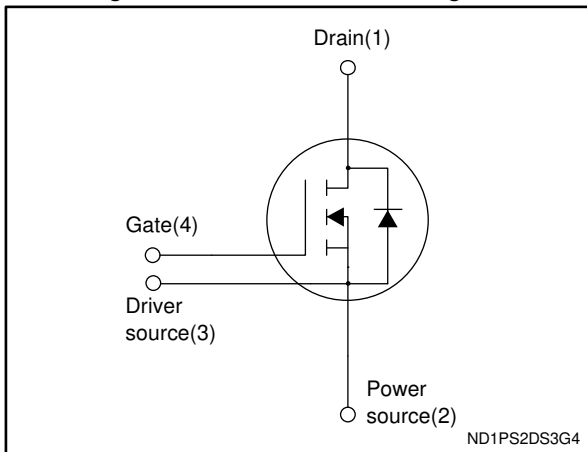 Drain(1)
Gate(4)
Driver
source(3)
Power
source(2)
ND1PS2DS3G4